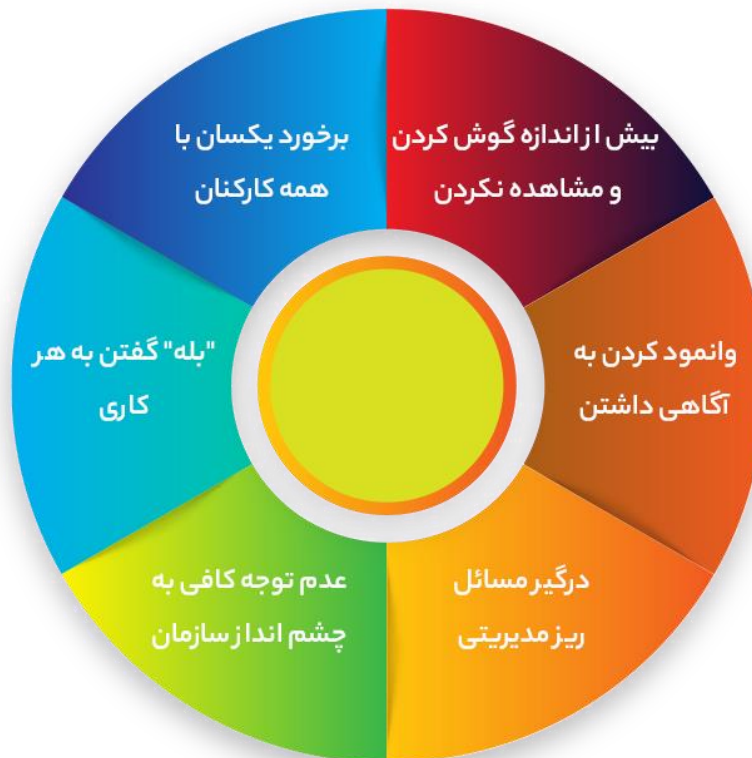 بیش از اندازه گوش کردن
و مشاهده نکردن
وانمود کردن به
آگاهی داشتن
درگیر مسائل
ریز مدیریتی
عدم توجه کافی به
چشم انداز سازمان
"بله" گفتن به هر
کاری
برخورد یکسان با
همه کارکنان